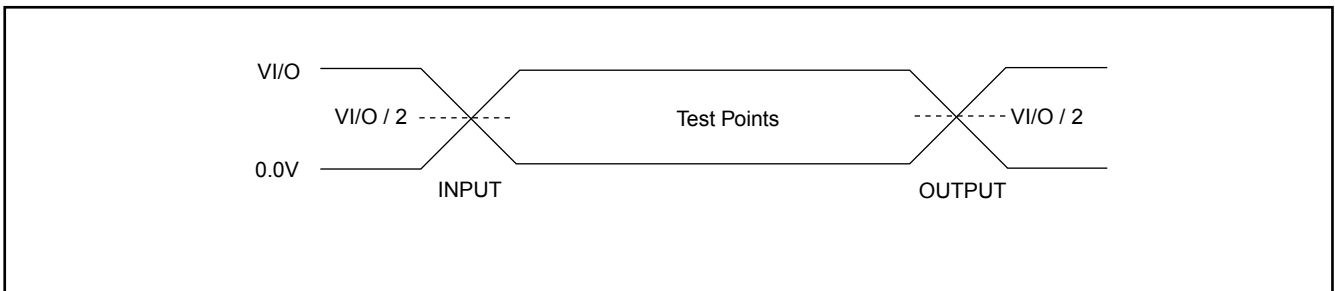 VI/O
VI/O / 2
Test Points
VI/O / 2
0.0V
INPUT
OUTPUT